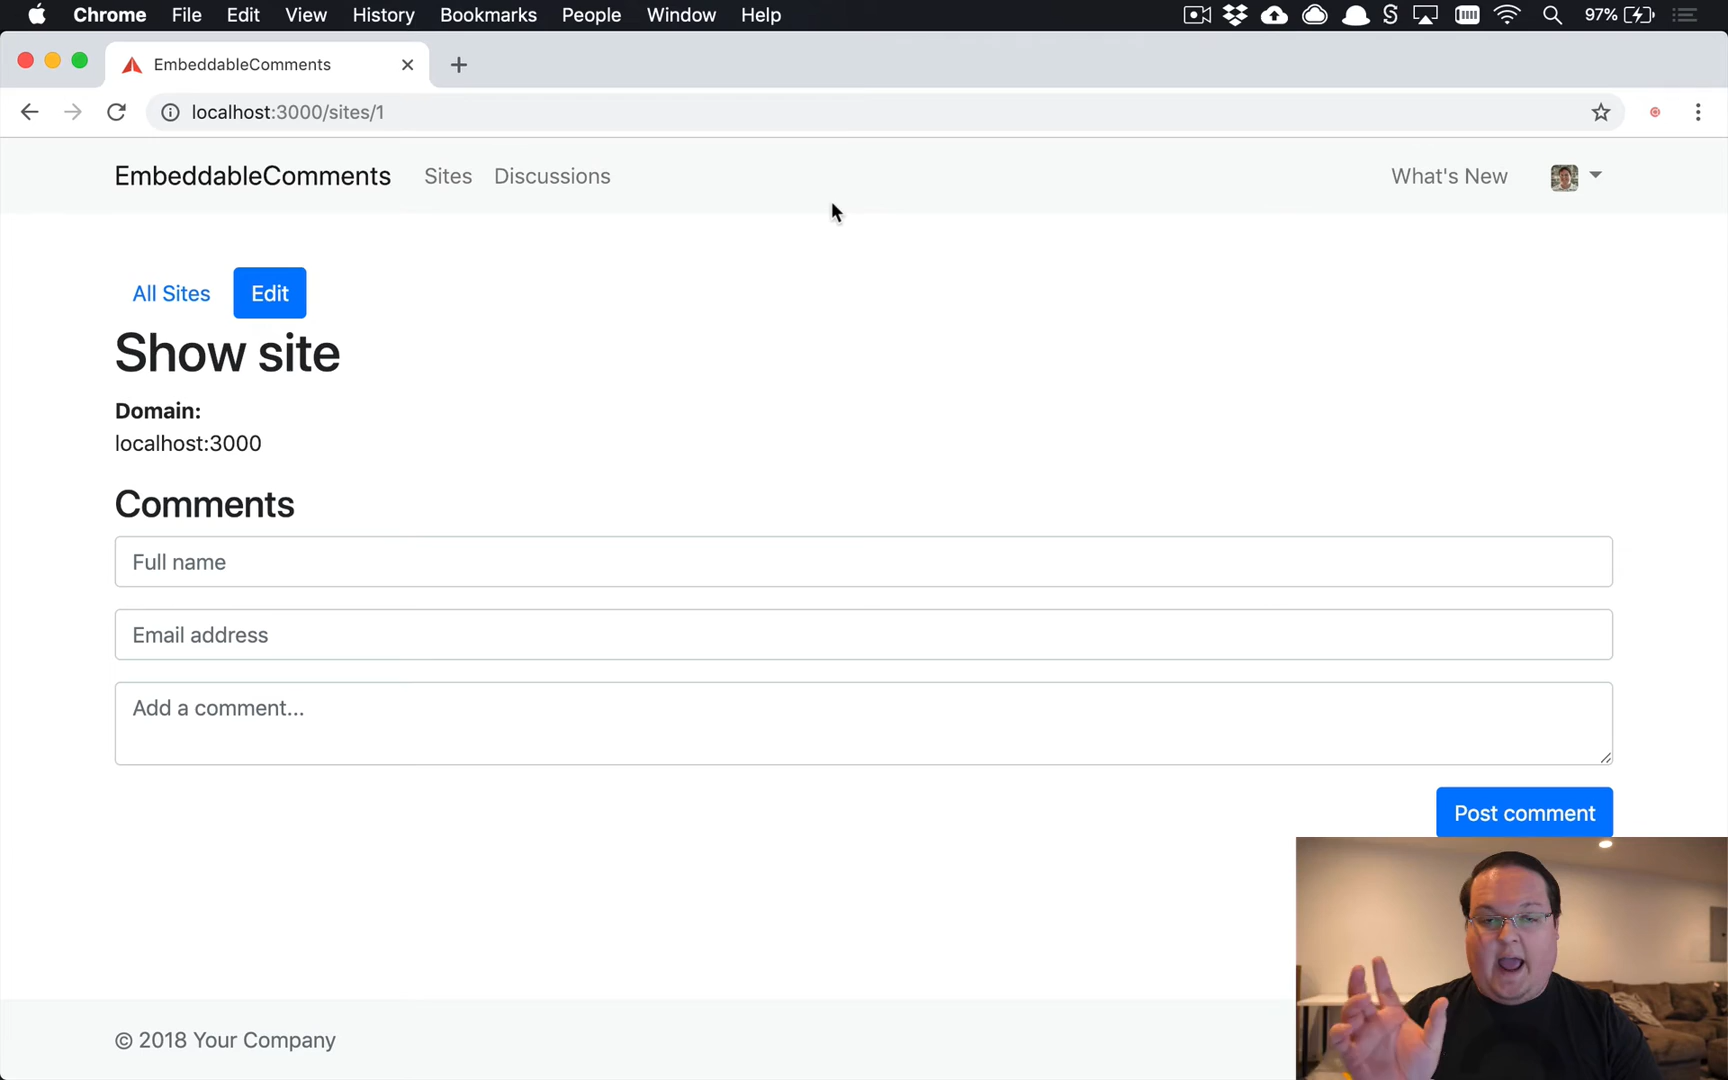 Chrome File Edit View History Bookmarks People Window Help 97%
EmbeddableComments
localhost:3000/sites/1
EmbeddableComments Sites Discussions What's New
All Sites Edit
Show site
Domain:
localhost:3000
Comments
Full name
Email address
Add a comment...
Post comment
© 2018 Your Company